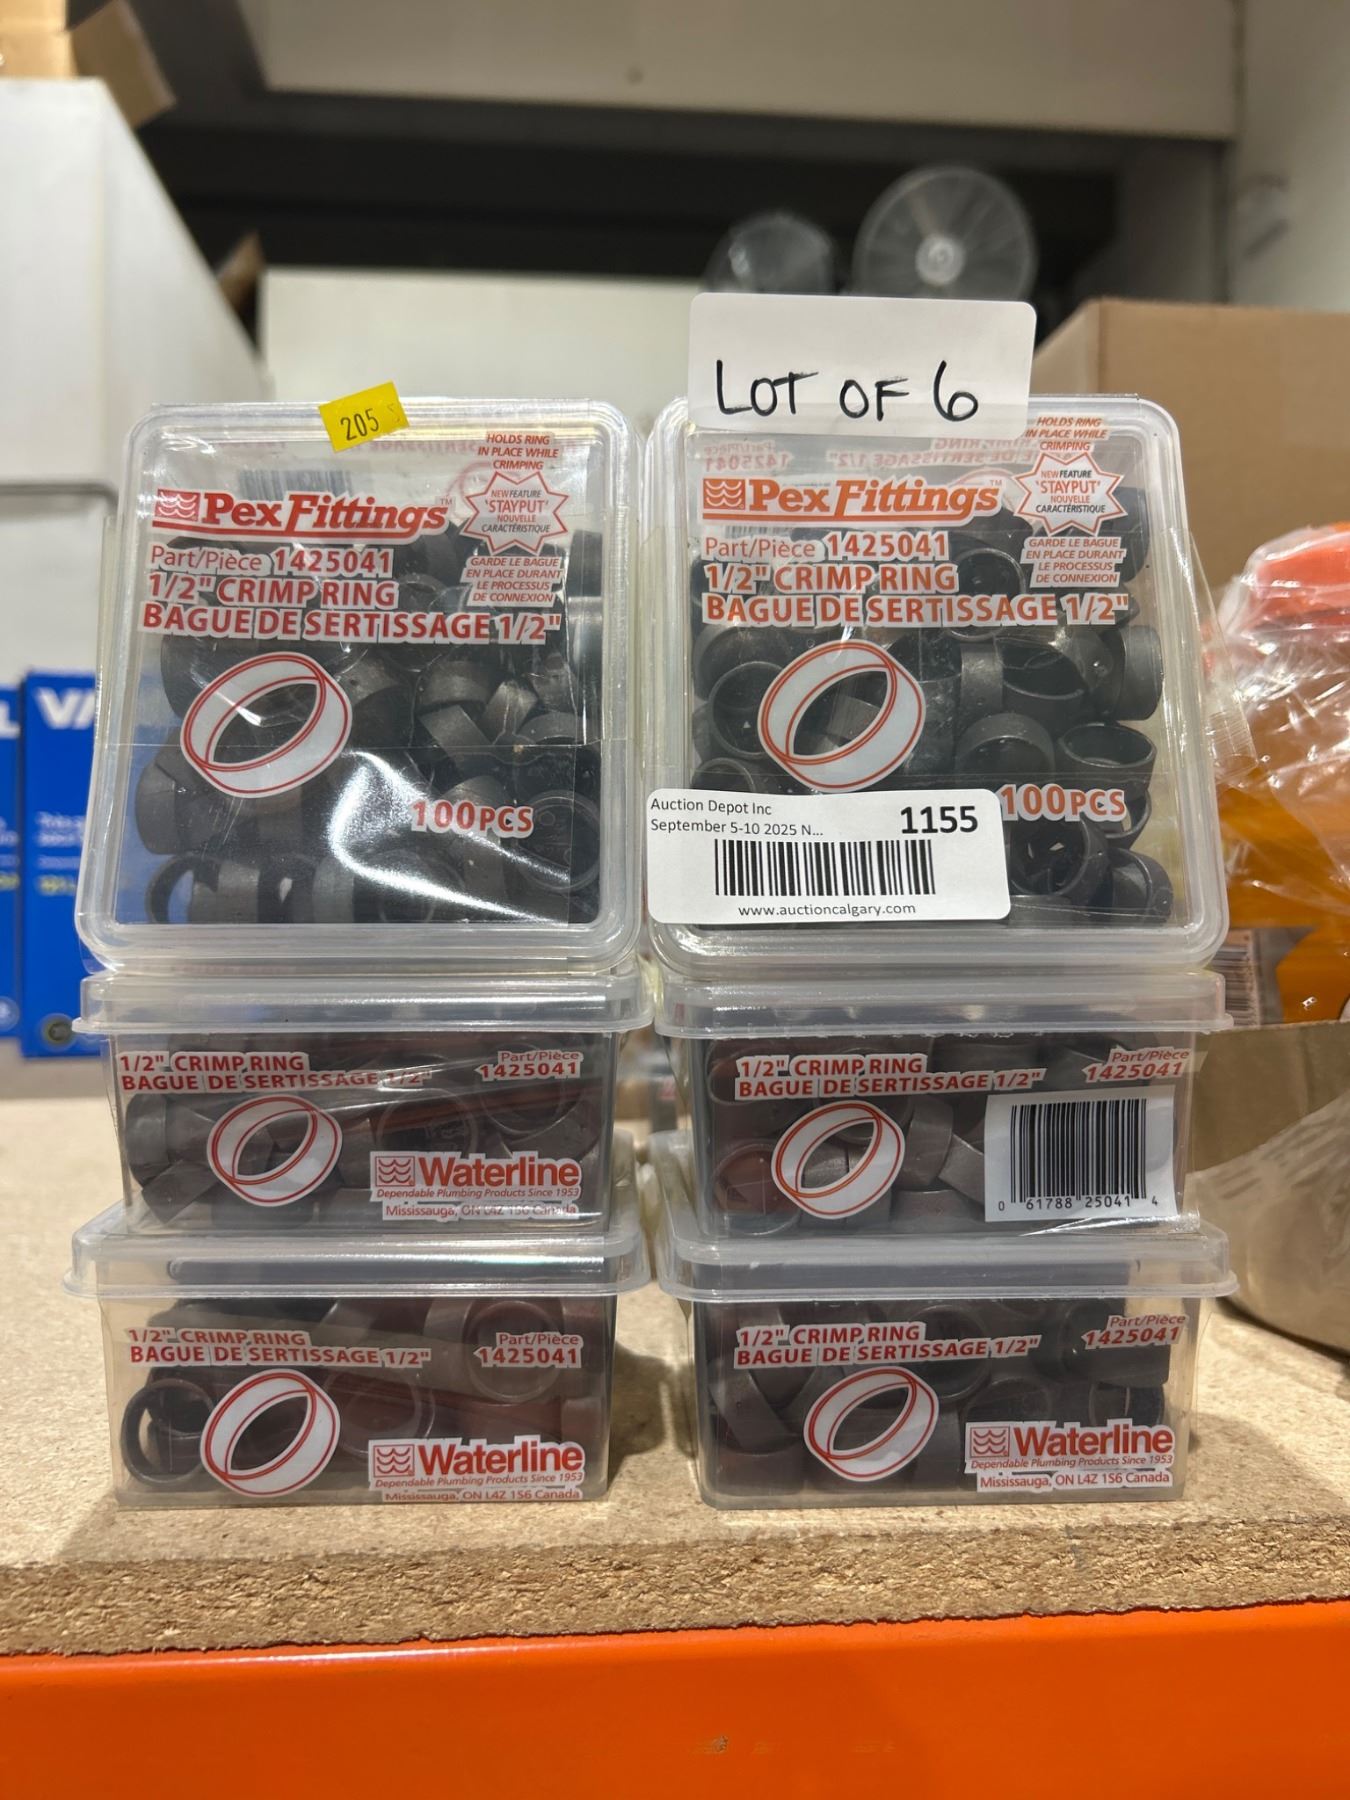 LOT OF 6
205
HOLDS RING
IN PLACE WHILE
CRIMPING
PexFittings™
NEW FEATURE
'STAYPUT'
NOUVELLE
CARACTÉRISTIQUE
Part/Pièce 1425041
1/2" CRIMP RING
BAGUE DE SERTISSAGE 1/2"
GARDE LE BAGUE
EN PLACE DURANT
LE PROCESSUS
DE CONNEXION
100PCS
HOLDS RING
IN PLACE WHILE
CRIMPING
PexFittings™
NEW FEATURE
'STAYPUT'
NOUVELLE
CARACTÉRISTIQUE
Part/Pièce 1425041
1/2" CRIMP RING
BAGUE DE SERTISSAGE 1/2"
GARDE LE BAGUE
EN PLACE DURANT
LE PROCESSUS
DE CONNEXION
100PCS
Auction Depot Inc
September 5-10 2025 N...
1155
www.auctioncalgary.com
1/2" CRIMP RING
BAGUE DE SERTISSAGE 1/2"
Part/Pièce
1425041
Waterline
Dependable Plumbing Products Since 1953
Mississauga, ON L4Z 1S6 Canada
1/2" CRIMP RING
BAGUE DE SERTISSAGE 1/2"
Part/Pièce
1425041
0 61788 25041 4
1/2" CRIMP RING
BAGUE DE SERTISSAGE 1/2"
Part/Pièce
1425041
Waterline
Dependable Plumbing Products Since 1953
Mississauga, ON L4Z 1S6 Canada
1/2" CRIMP RING
BAGUE DE SERTISSAGE 1/2"
Part/Pièce
1425041
Waterline
Dependable Plumbing Products Since 1953
Mississauga, ON L4Z 1S6 Canada